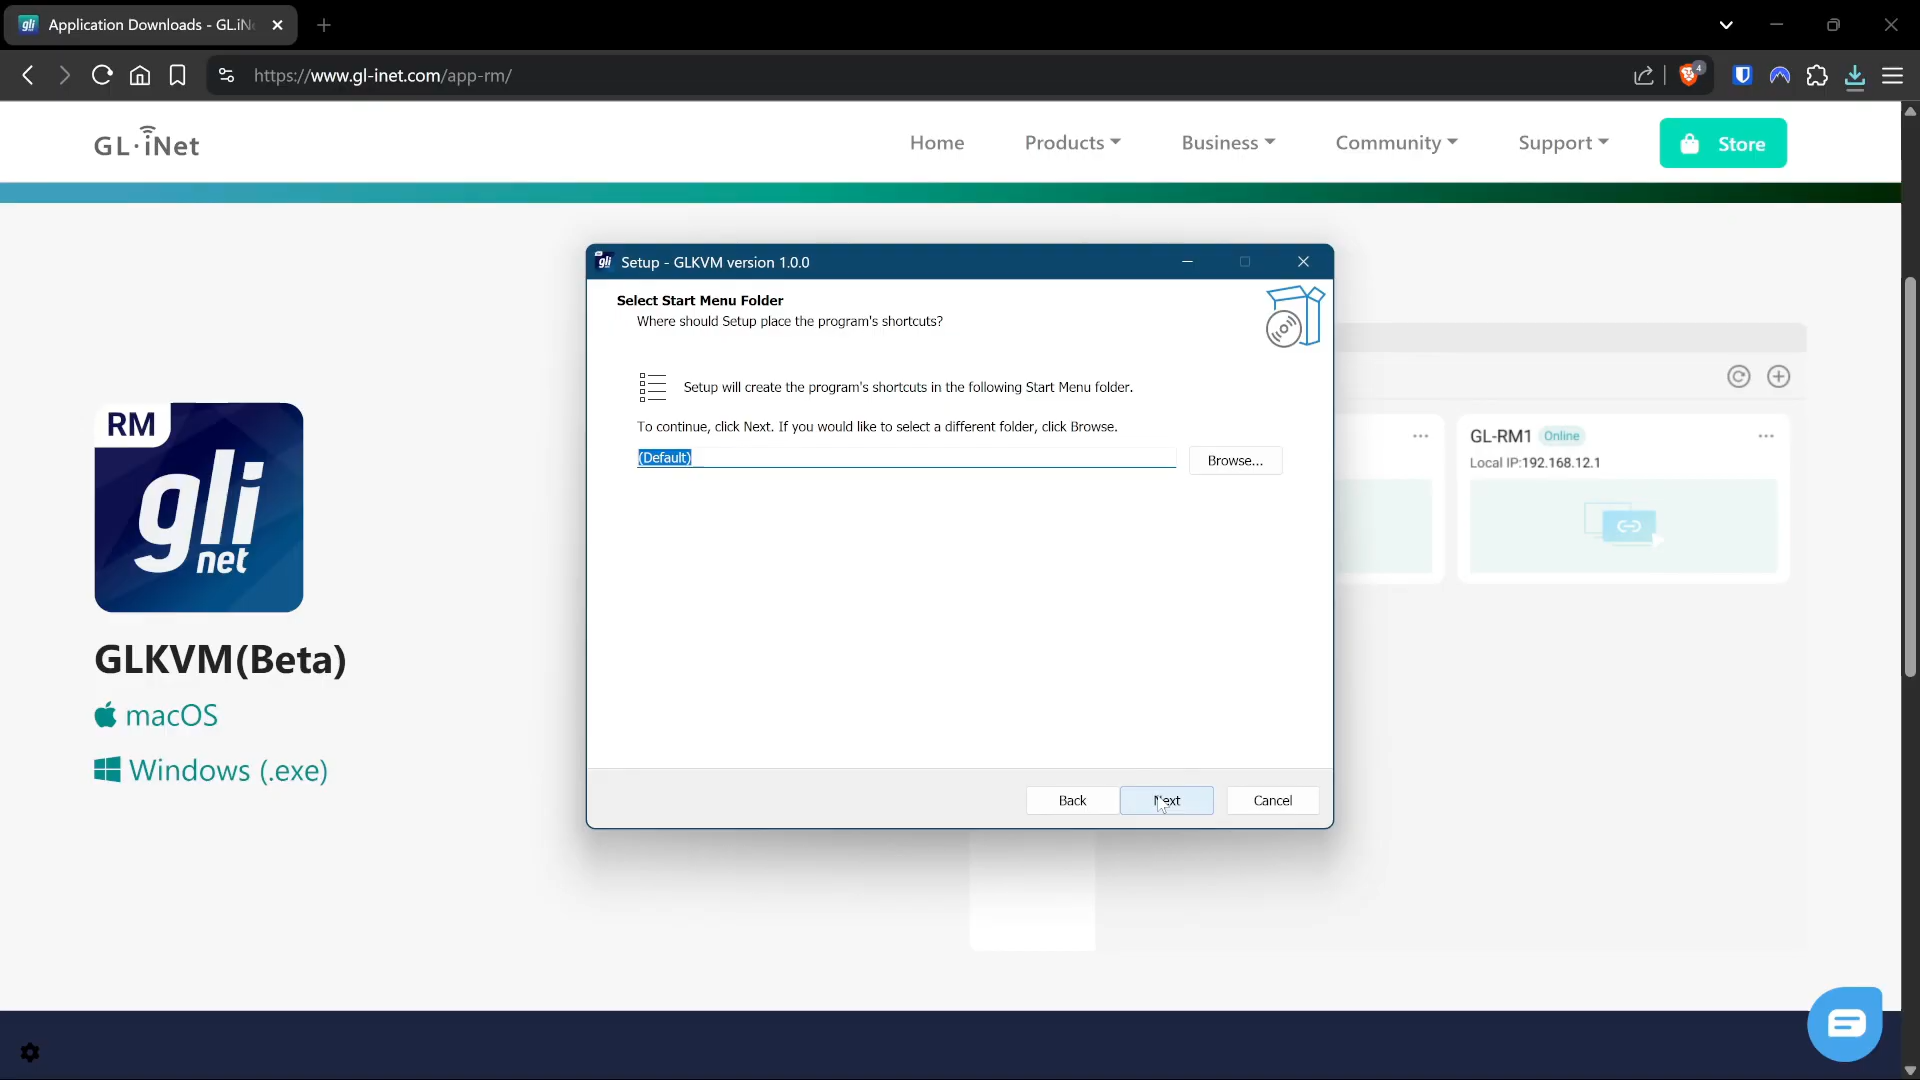 Application Downloads - GL.iN
https://www.gl-inet.com/app-rm/
4
GL·iNet
Home
Products
Business
Community
Support
Store
Setup - GLKVM version 1.0.0
Select Start Menu Folder
Where should Setup place the program's shortcuts?
Setup will create the program's shortcuts in the following Start Menu folder.
To continue, click Next. If you would like to select a different folder, click Browse.
(Default)
Browse...
Back
Next
Cancel
RM
gli
net
GLKVM(Beta)
macOS
Windows (.exe)
GL-RM1 Online
Local IP:192.168.12.1